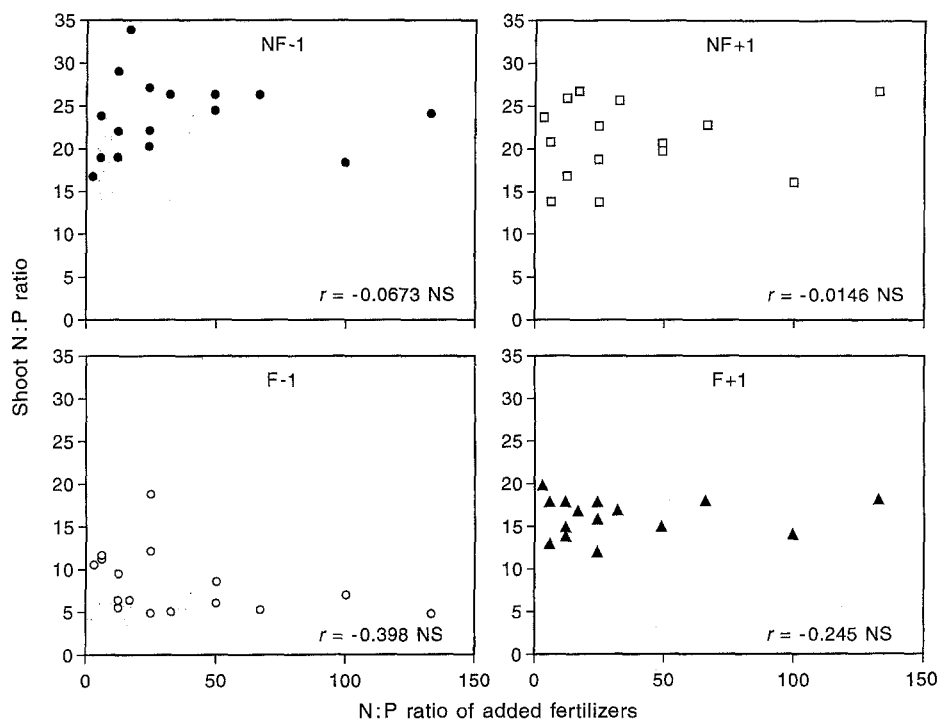 35
30
25
20
15
10
5
0
NF-1
r = -0.0673 NS
35
30
25
20
15
10
5
0
NF+1
r = -0.0146 NS
Shoot N:P ratio
35
30
25
20
15
10
5
0
F-1
r = -0.398 NS
0 50 100
35
30
25
20
15
10
5
0
F+1
r = -0.245 NS
0 50 100 150
N:P ratio of added fertilizers